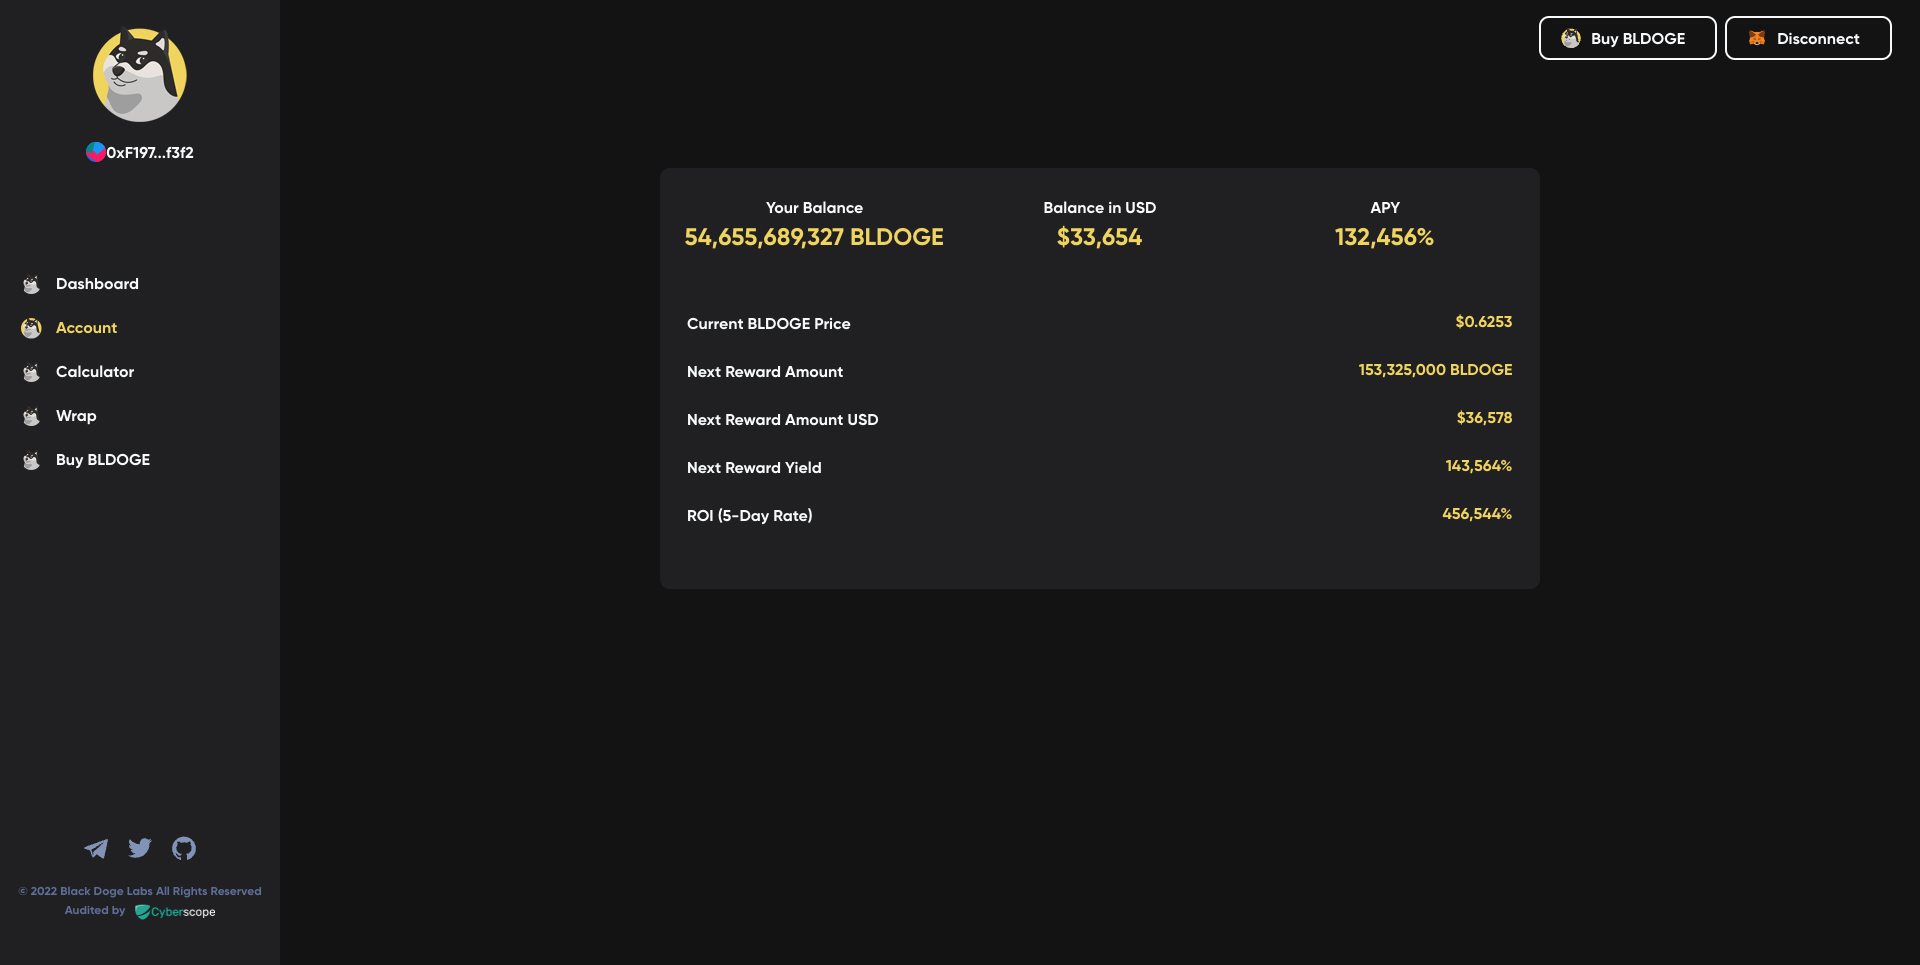 0xF197...f3f2
Dashboard
Account
Calculator
Wrap
Buy BLDOGE
© 2022 Black Doge Labs All Rights Reserved
Audited by Cyberscope
Buy BLDOGE
Disconnect
Your Balance
54,655,689,327 BLDOGE
Balance in USD
$33,654
APY
132,456%
Current BLDOGE Price $0.6253
Next Reward Amount 153,325,000 BLDOGE
Next Reward Amount USD $36,578
Next Reward Yield 143,564%
ROI (5-Day Rate) 456,544%